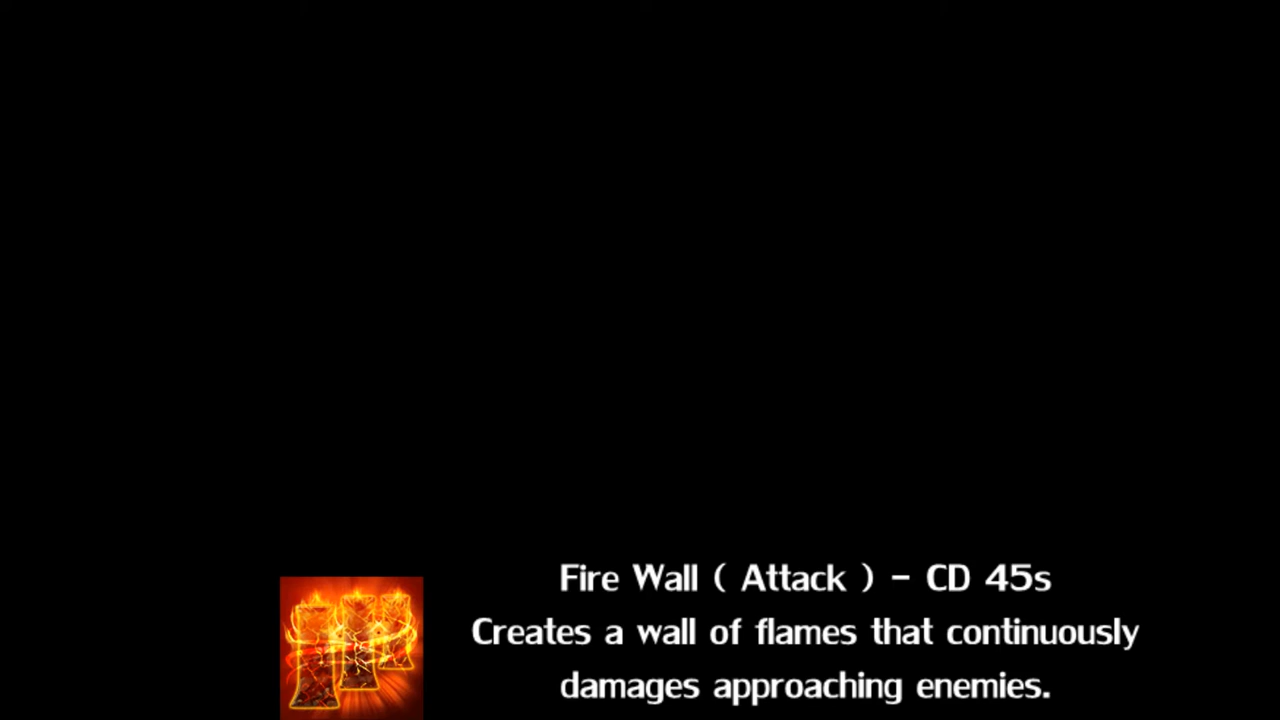 Fire Wall ( Attack ) - CD 45s
Creates a wall of flames that continuously
damages approaching enemies.